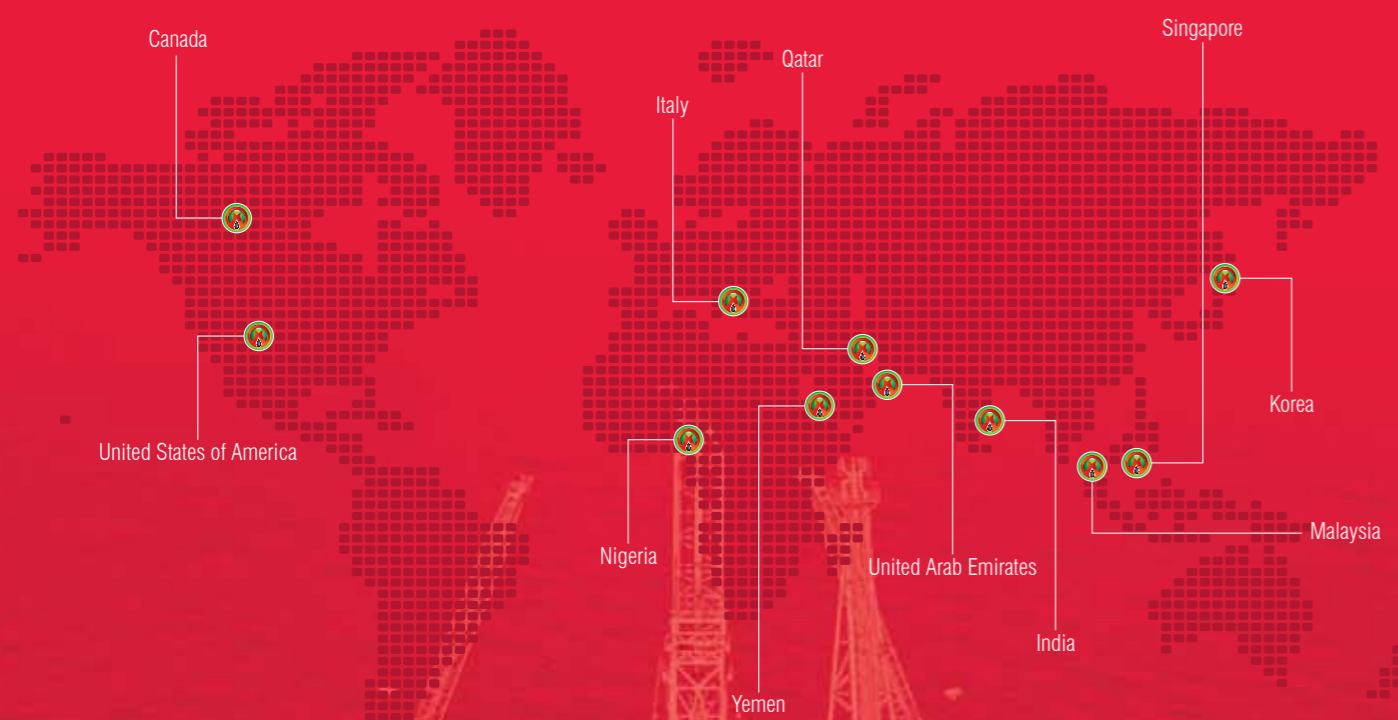 Singapore
Canada
Qatar
Italy
Korea
United States of America
Malaysia
Nigeria
United Arab Emirates
India
Yemen